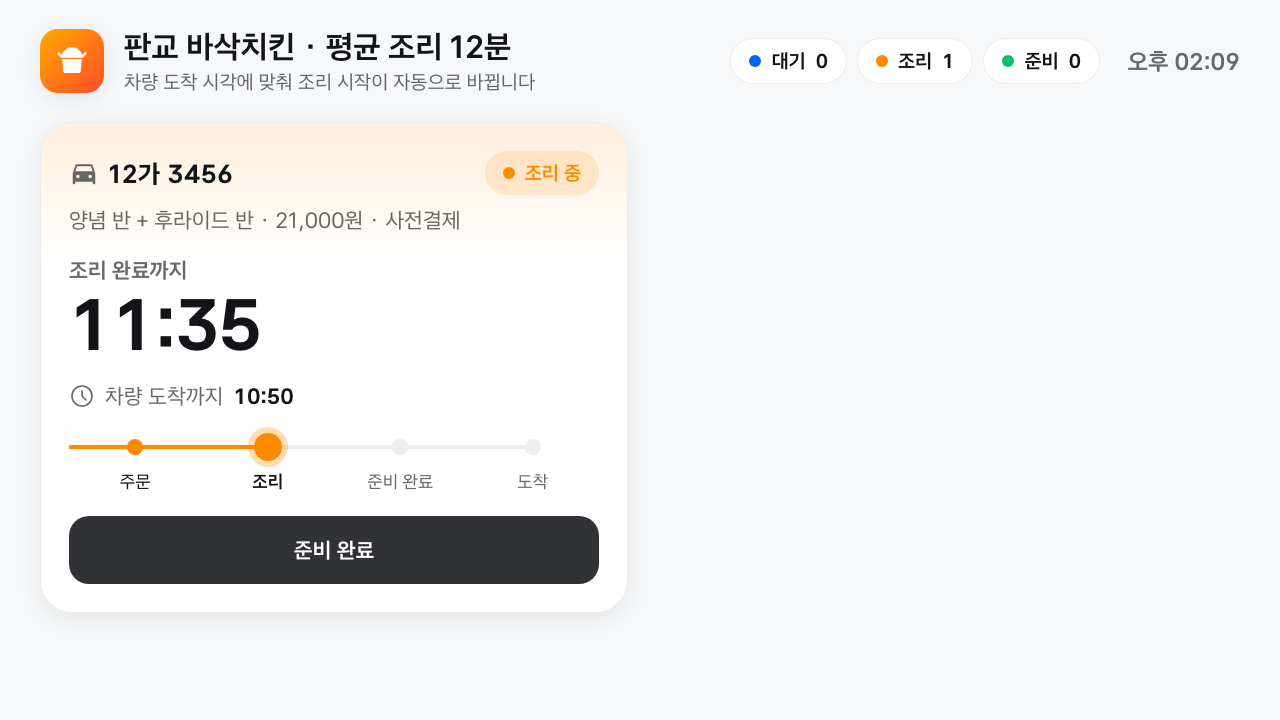 판교 바삭치킨 · 평균 조리 12분
차량 도착 시각에 맞춰 조리 시작이 자동으로 바뀝니다
대기 0
조리 1
준비 0
오후 02:09
12가 3456
조리 중
양념 반 + 후라이드 반 · 21,000원 · 사전결제
조리 완료까지
11:35
차량 도착까지 10:50
주문
조리
준비 완료
도착
준비 완료